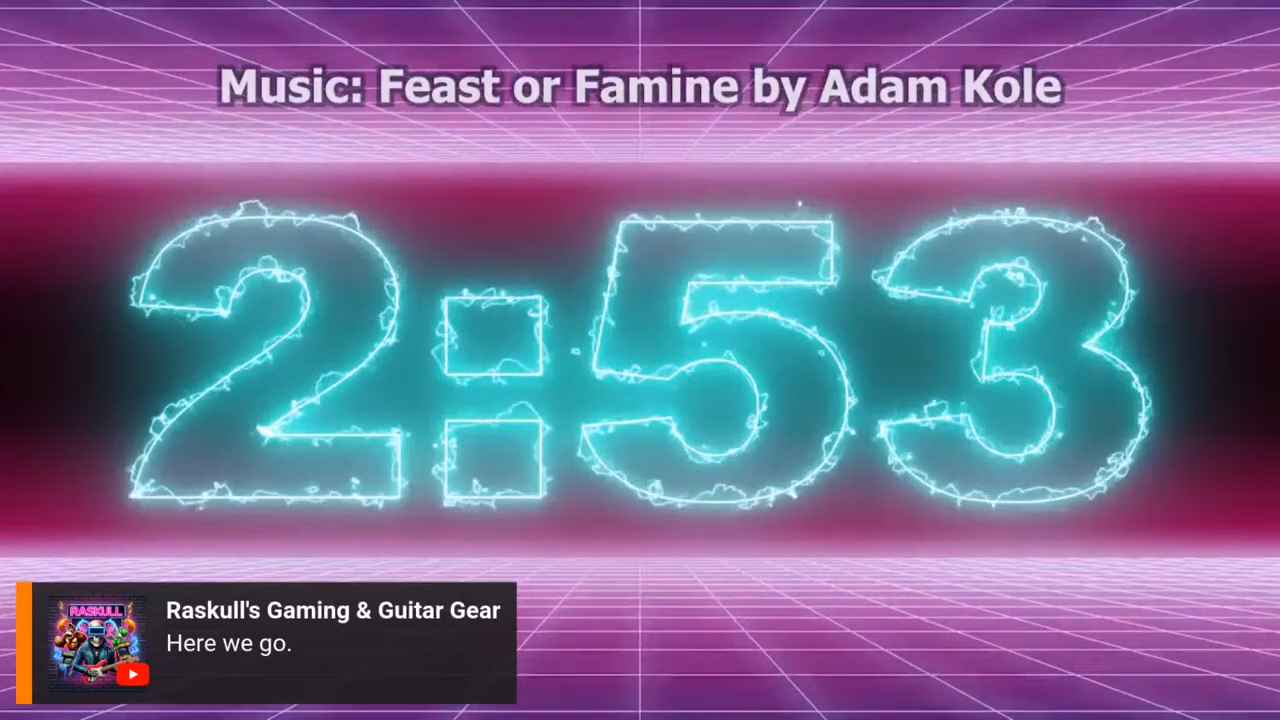 Music: Feast or Famine by Adam Kole
2:53
RASKULL
Raskull's Gaming & Guitar Gear
Here we go.